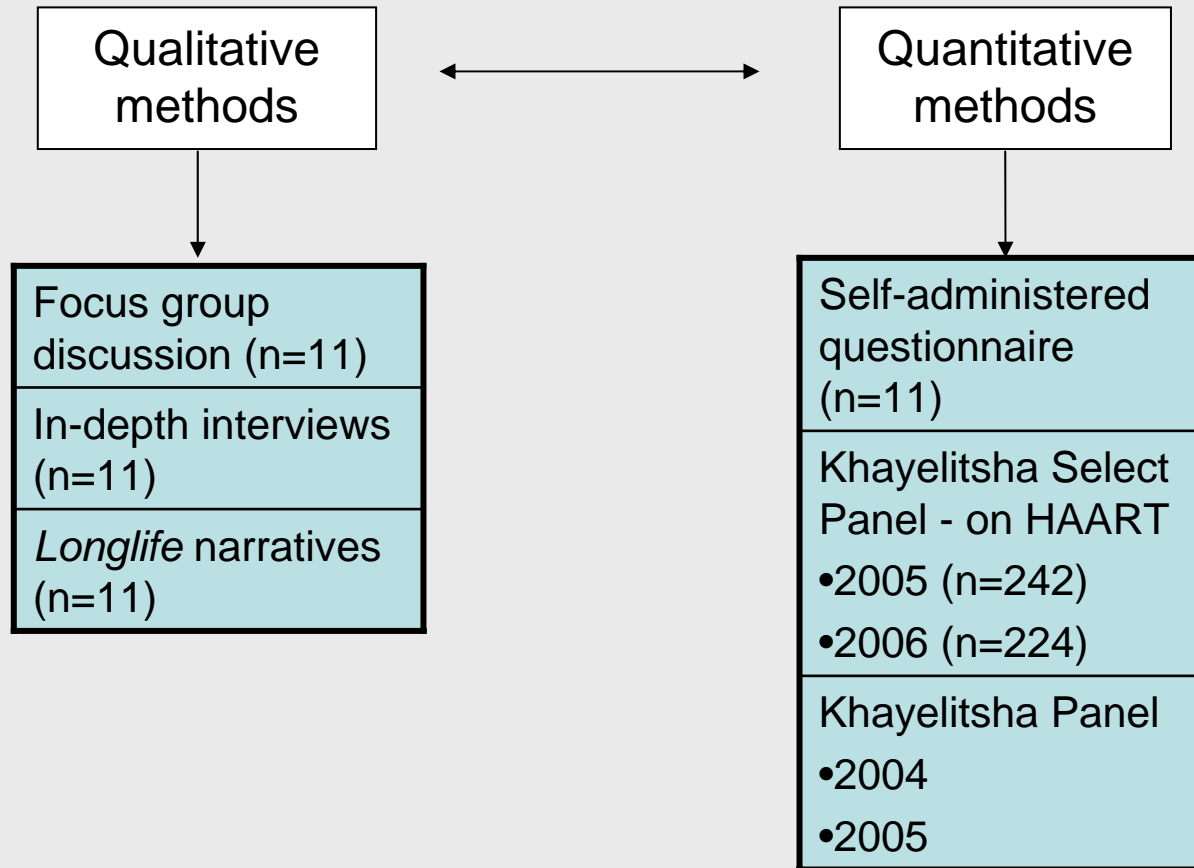 Qualitative
methods
Focus group
discussion (n=11)
In-depth interviews
(n=11)
Longlife narratives
(n=11)
Quantitative
methods
Self-administered
questionnaire
(n=11)
Khayelitsha Select
Panel - on HAART
•2005 (n=242)
•2006 (n=224)
Khayelitsha Panel
•2004
•2005